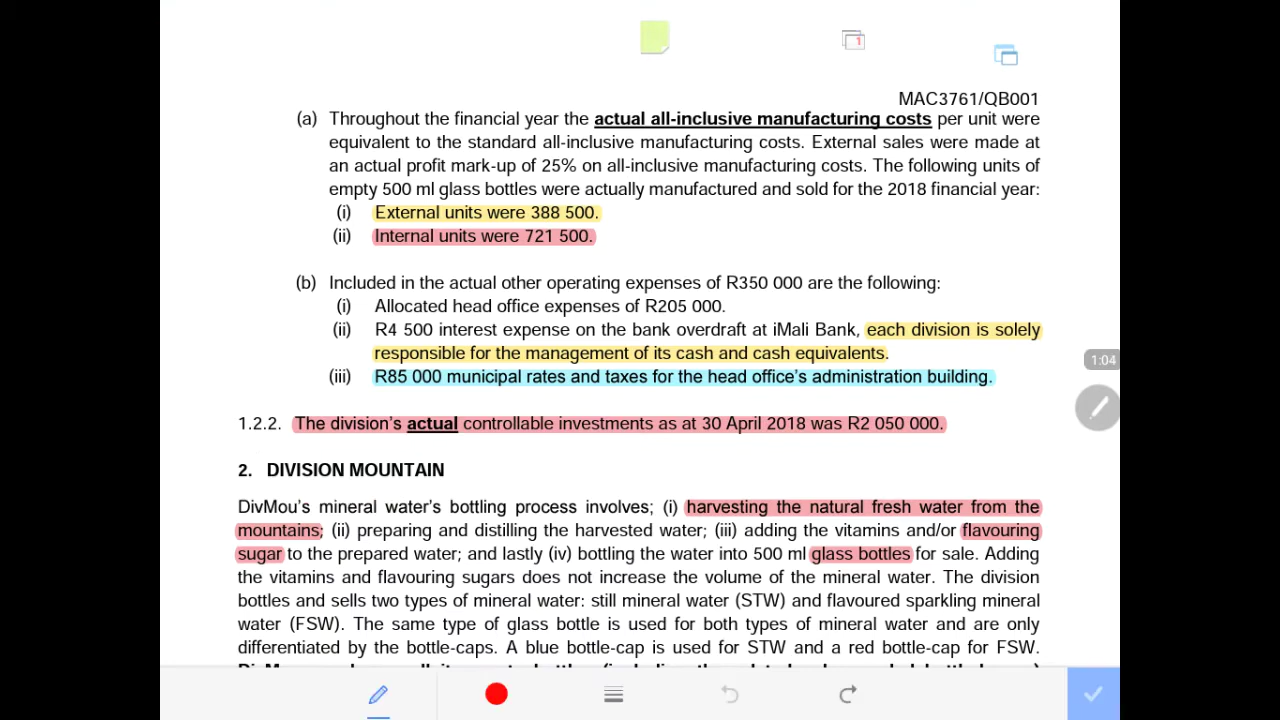 1
MAC3761/QB001
(a) Throughout the financial year the actual all-inclusive manufacturing costs per unit were
equivalent to the standard all-inclusive manufacturing costs. External sales were made at
an actual profit mark-up of 25% on all-inclusive manufacturing costs. The following units of
empty 500 ml glass bottles were actually manufactured and sold for the 2018 financial year:
(i) External units were 388 500.
(ii) Internal units were 721 500.
(b) Included in the actual other operating expenses of R350 000 are the following:
(i) Allocated head office expenses of R205 000.
(ii) R4 500 interest expense on the bank overdraft at iMali Bank, each division is solely
responsible for the management of its cash and cash equivalents.
1:04
(iii) R85 000 municipal rates and taxes for the head office's administration building.
1.2.2. The division's actual controllable investments as at 30 April 2018 was R2 050 000.
2. DIVISION MOUNTAIN
DivMou's mineral water's bottling process involves; (i) harvesting the natural fresh water from the
mountains; (ii) preparing and distilling the harvested water; (iii) adding the vitamins and/or flavouring
sugar to the prepared water; and lastly (iv) bottling the water into 500 ml glass bottles for sale. Adding
the vitamins and flavouring sugars does not increase the volume of the mineral water. The division
bottles and sells two types of mineral water: still mineral water (STW) and flavoured sparkling mineral
water (FSW). The same type of glass bottle is used for both types of mineral water and are only
differentiated by the bottle-caps. A blue bottle-cap is used for STW and a red bottle-cap for FSW.